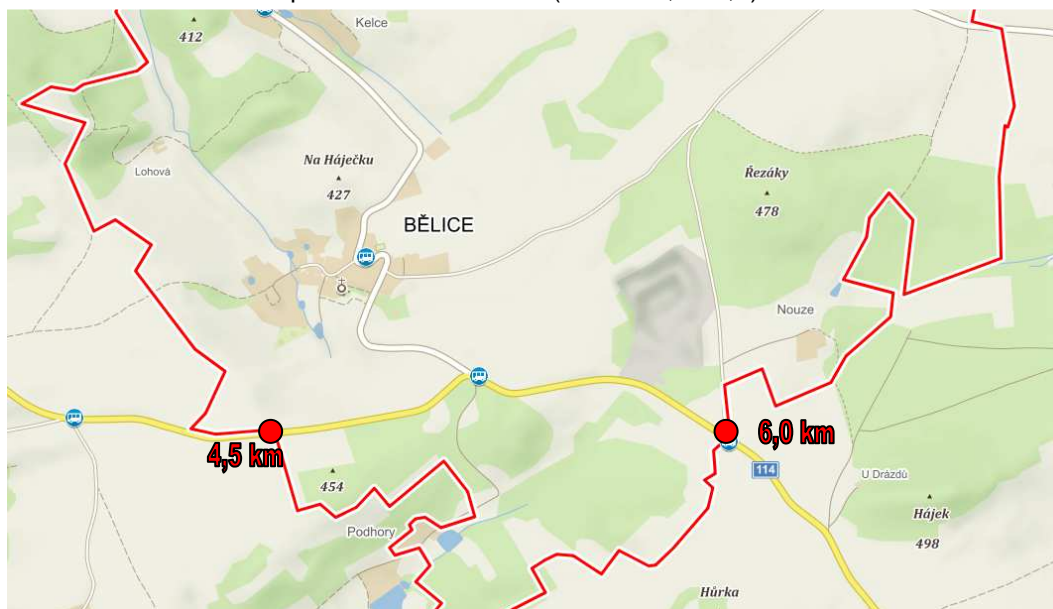 Kelce
412
Lohová
Na Háječku
427
BĚLICE
Řezáky
478
Nouze
4,5 km
6,0 km
114
454
U Drázdů
Podhory
Hájek
498
Hůrka